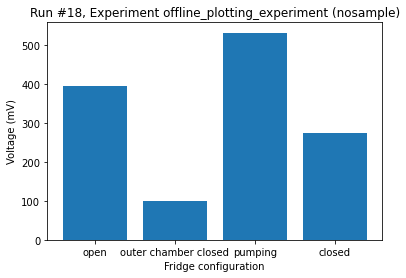 Run #18, Experiment offline_plotting_experiment (nosample)
Voltage (mV)
500
400
300
200
100
0
open
outer chamber closed
pumping
closed
Fridge configuration